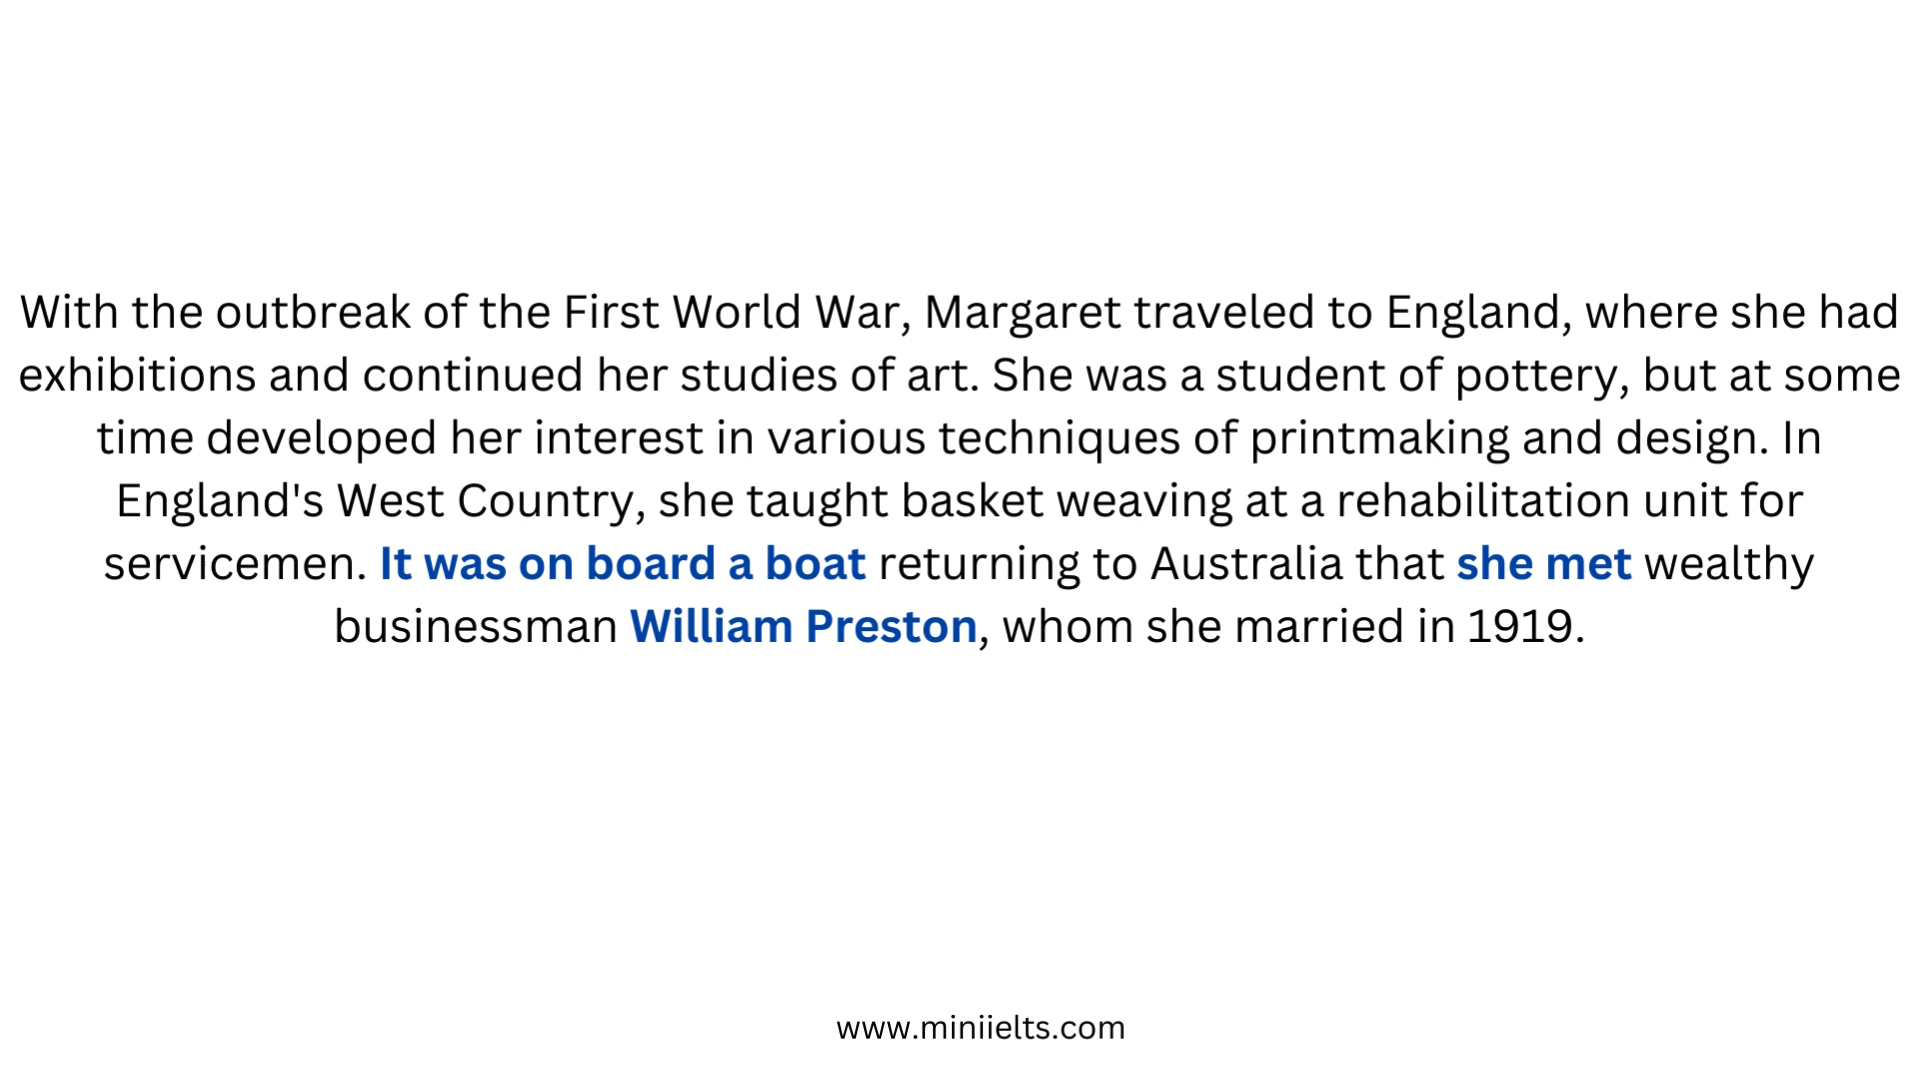 With the outbreak of the First World War, Margaret traveled to England, where she had
exhibitions and continued her studies of art. She was a student of pottery, but at some
time developed her interest in various techniques of printmaking and design. In
England's West Country, she taught basket weaving at a rehabilitation unit for
servicemen. It was on board a boat returning to Australia that she met wealthy
businessman William Preston, whom she married in 1919.
www.miniielts.com